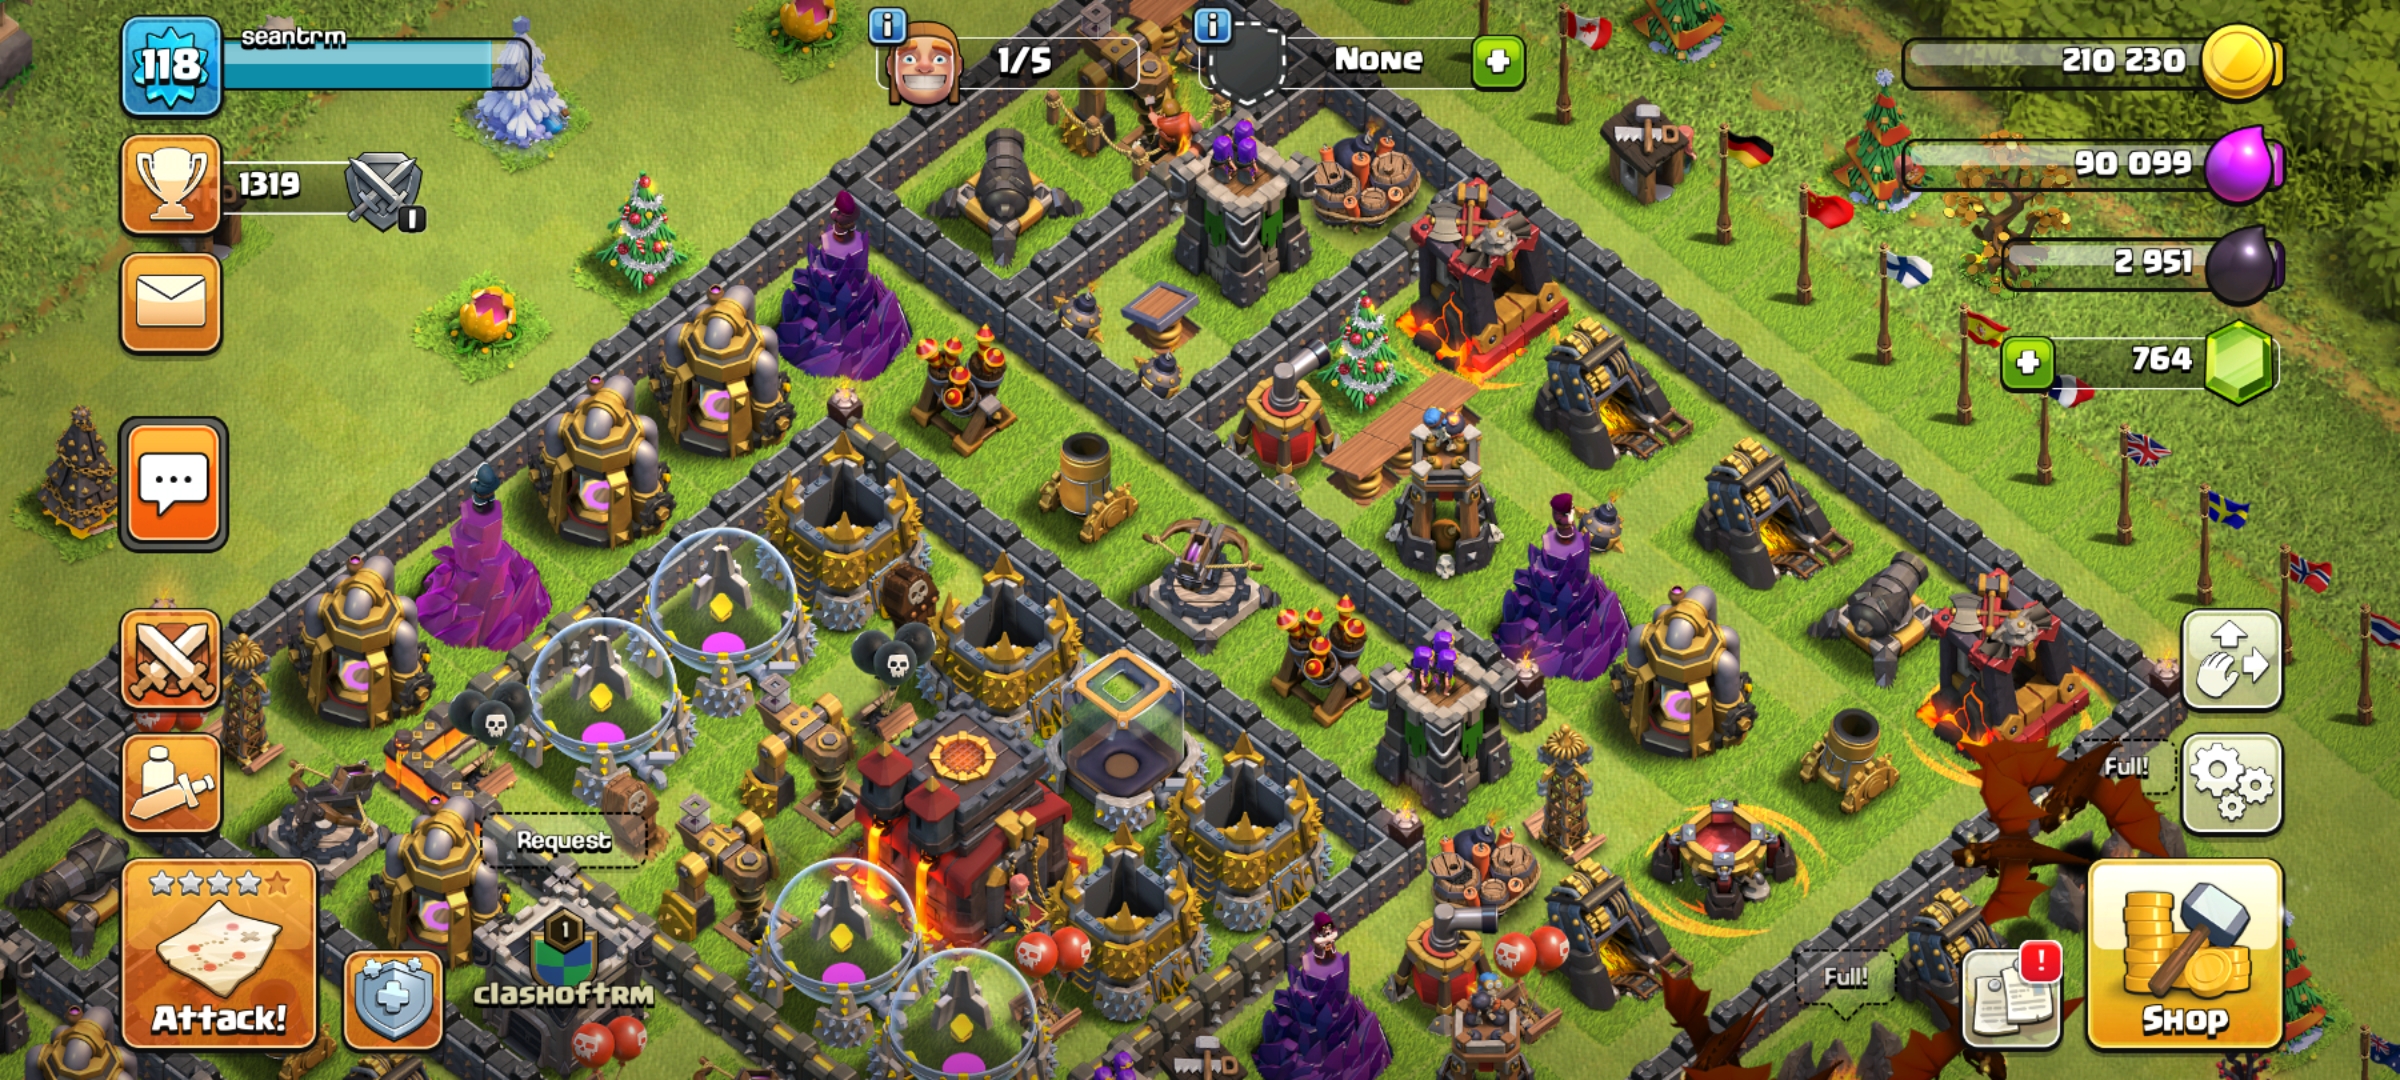 118
seantrm
1/5
None
210 230
1319
I
90 099
2 951
764
Full!
Request
1
clashoftRM
Full!
!
Attack!
Shop